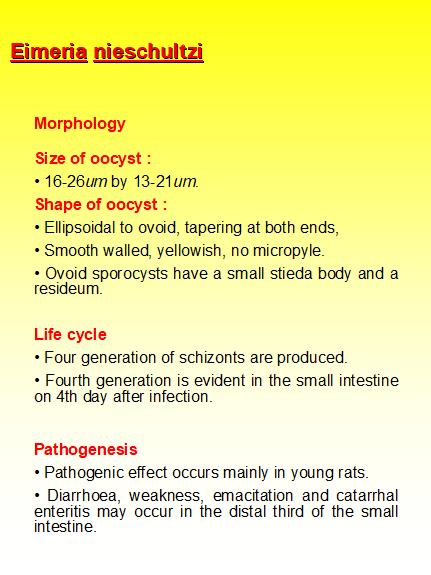 Eimeria nieschultzi
Morphology
Size of oocyst :
• 16-26um by 13-21um.
Shape of oocyst :
• Ellipsoidal to ovoid, tapering at both ends,
• Smooth walled, yellowish, no micropyle.
• Ovoid sporocysts have a small stieda body and a
resideum.
Life cycle
• Four generation of schizonts are produced.
• Fourth generation is evident in the small intestine
on 4th day after infection.
Pathogenesis
• Pathogenic effect occurs mainly in young rats.
• Diarrhoea, weakness, emacitation and catarrhal
enteritis may occur in the distal third of the small
intestine.